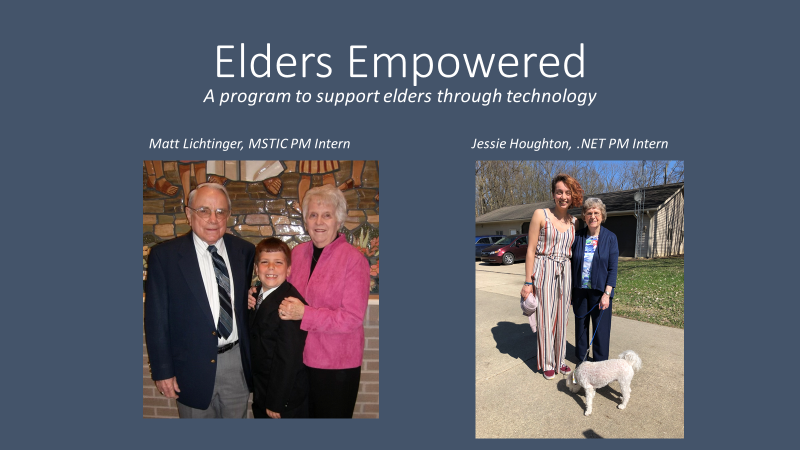 Elders Empowered
A program to support elders through technology
Matt Lichtinger, MSTIC PM Intern
Jessie Houghton, .NET PM Intern